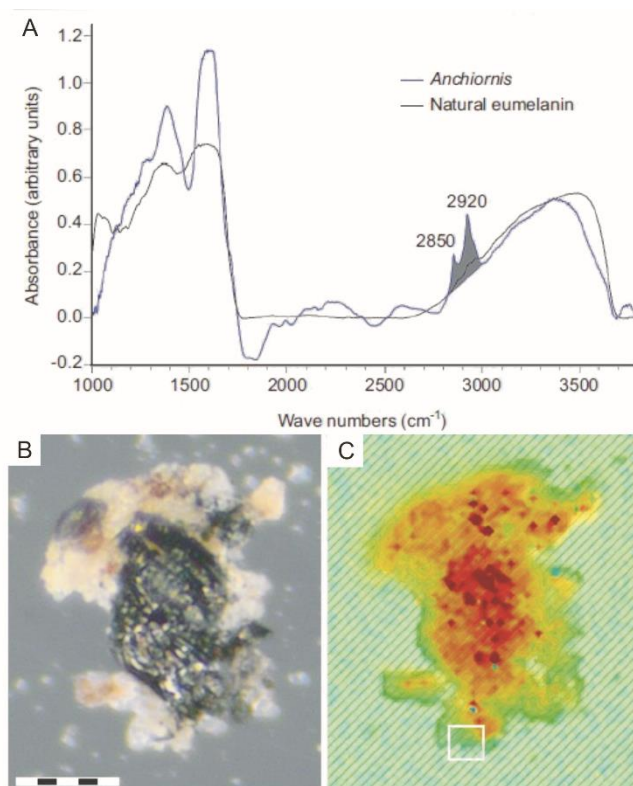 A
1.2
1.0
0.8
0.6
0.4
0.2
0.0
-0.2
Absorbance (arbitrary units)
Anchiornis
Natural eumelanin
2850
2920
1000
1500
2000
2500
3000
3500
Wave numbers (cm⁻¹)
B
C